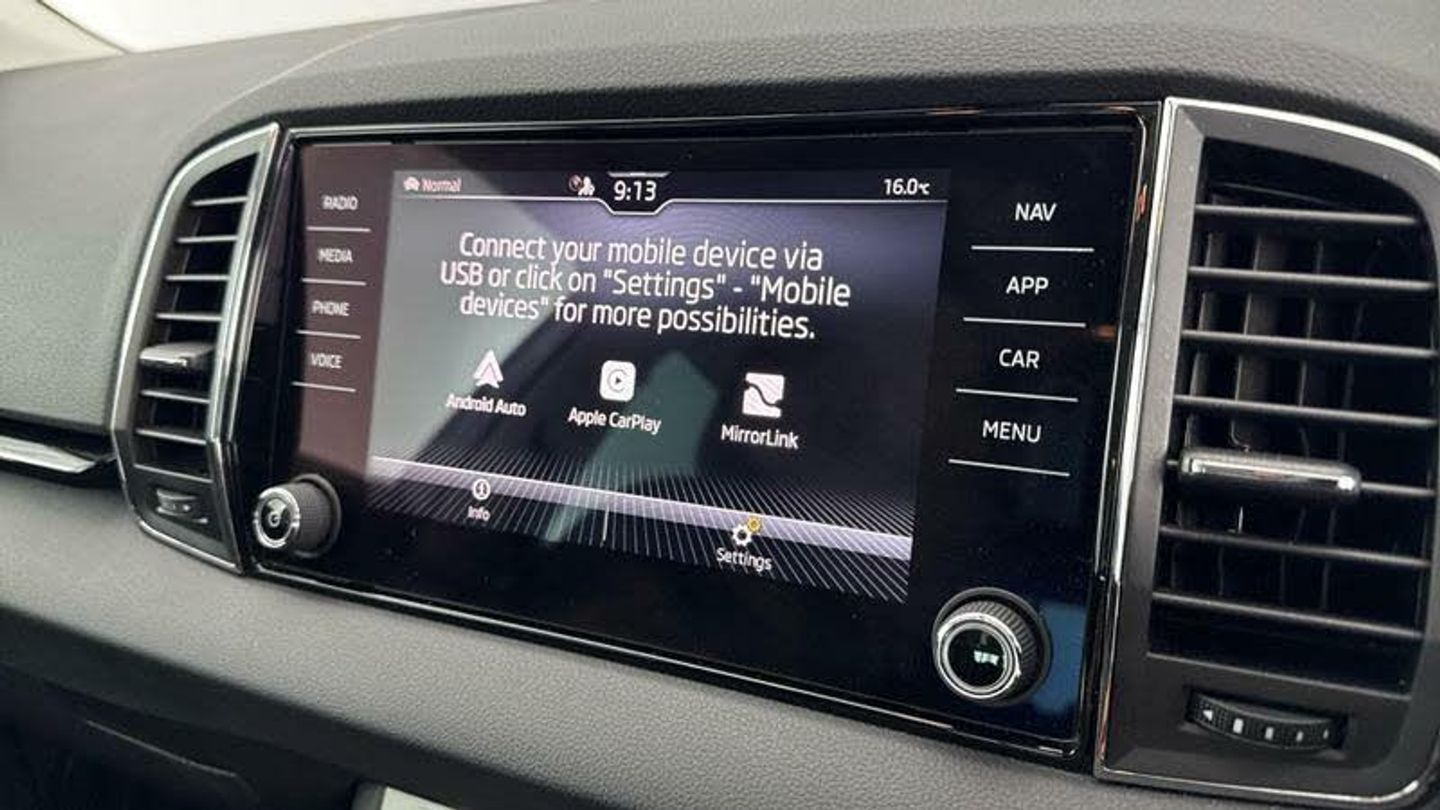 Normal
9:13
16.0°C
RADIO
MEDIA
PHONE
VOICE
Connect your mobile device via
USB or click on "Settings" - "Mobile
devices" for more possibilities.
Android Auto
Apple CarPlay
MirrorLink
Info
Settings
NAV
APP
CAR
MENU